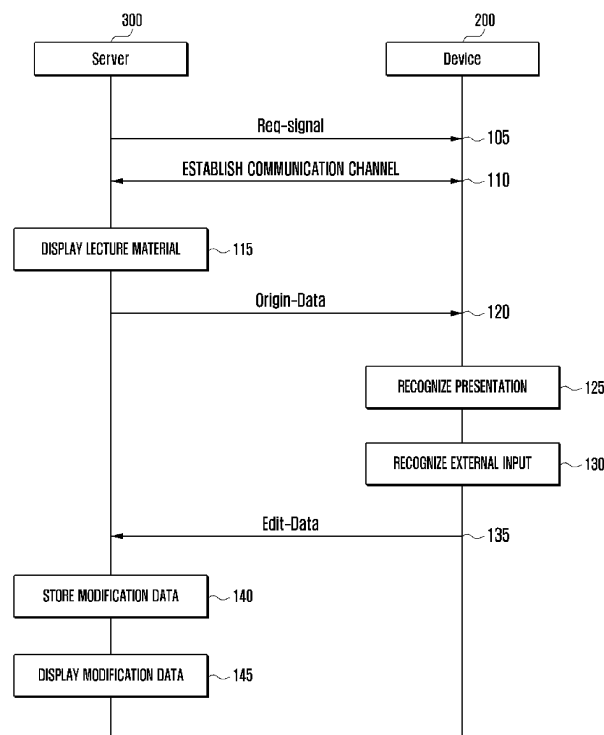 300
200
Server
Device
Req-signal
105
ESTABLISH COMMUNICATION CHANNEL
110
DISPLAY LECTURE MATERIAL
115
Origin-Data
120
RECOGNIZE PRESENTATION
125
RECOGNIZE EXTERNAL INPUT
130
Edit-Data
135
STORE MODIFICATION DATA
140
DISPLAY MODIFICATION DATA
145